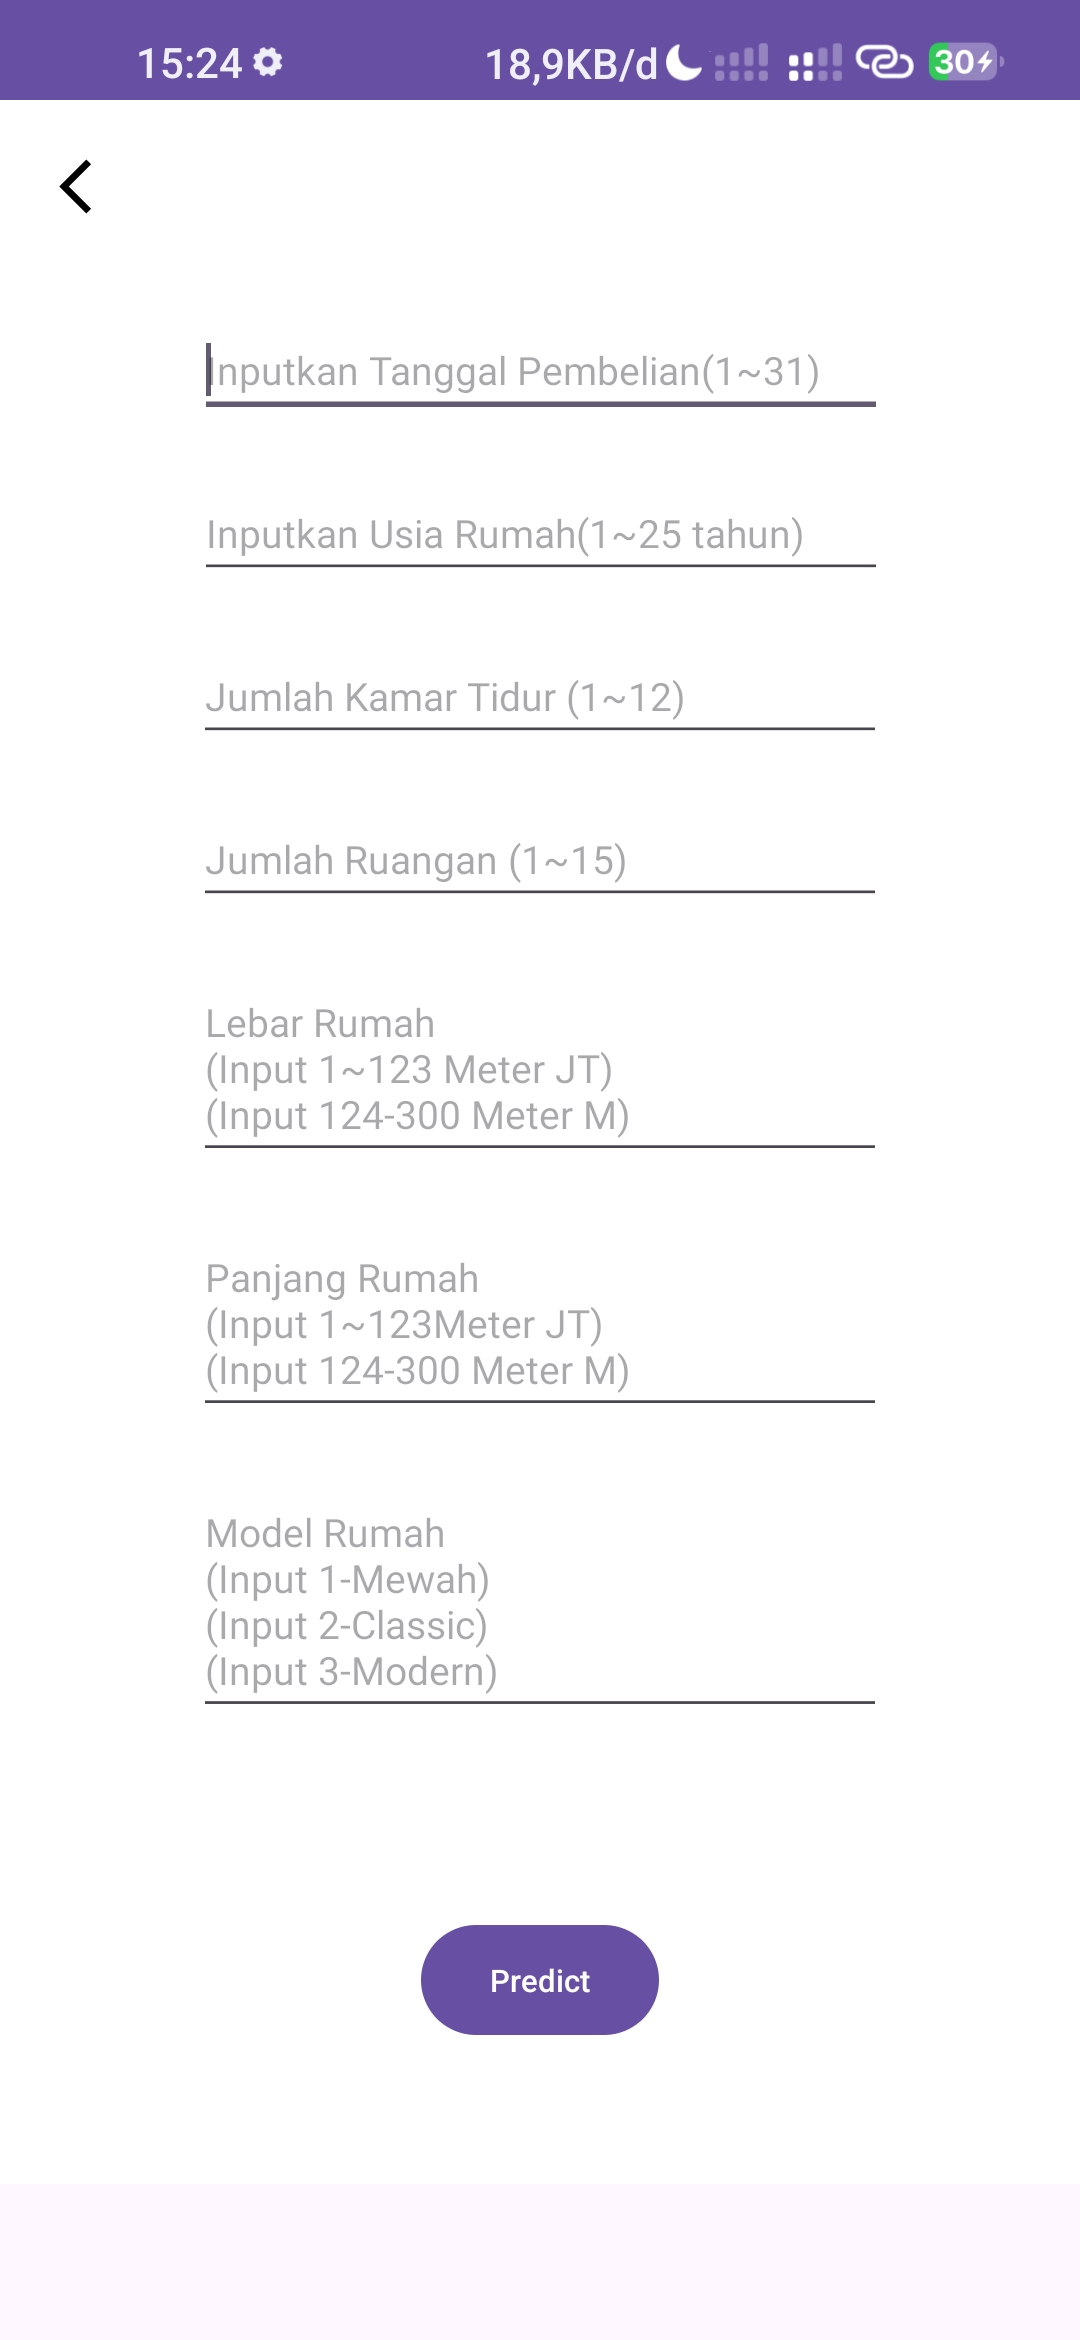 15:24
18,9KB/d
30
Inputkan Tanggal Pembelian(1~31)
Inputkan Usia Rumah(1~25 tahun)
Jumlah Kamar Tidur (1~12)
Jumlah Ruangan (1~15)
Lebar Rumah
(Input 1~123 Meter JT)
(Input 124-300 Meter M)
Panjang Rumah
(Input 1~123Meter JT)
(Input 124-300 Meter M)
Model Rumah
(Input 1-Mewah)
(Input 2-Classic)
(Input 3-Modern)
Predict